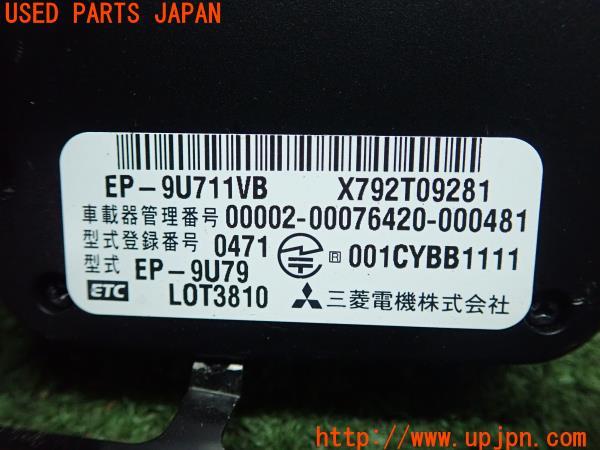 USED PARTS JAPAN
EP-9U711VB X792T09281
車載器管理番号 00002-00076420-000481
型式登録番号 0471 R 001CYBB1111
型式 EP-9U79
ETC LOT3810 三菱電機株式会社
http://www.upjpn.com/